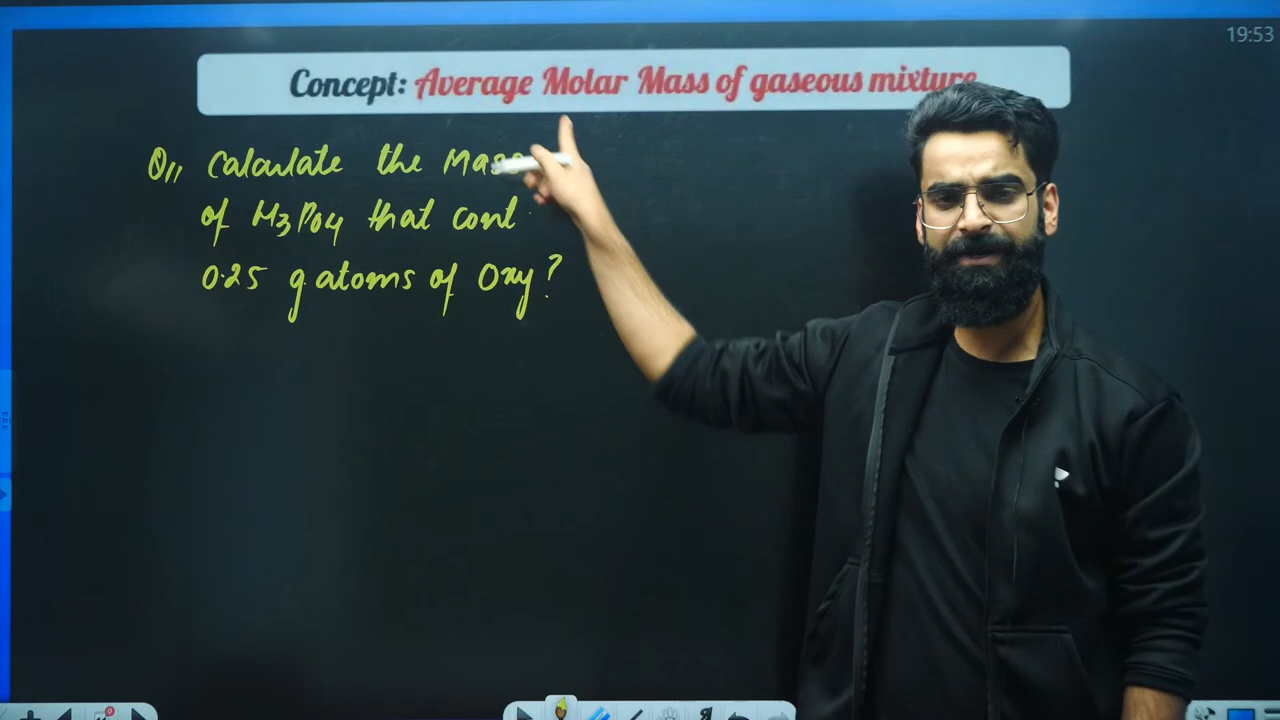 19:53
Concept: Average Molar Mass of gaseous mixture
Q11 Calculate the Mass
of M3PO4 that cont
0.25 g.atoms of Oxy?